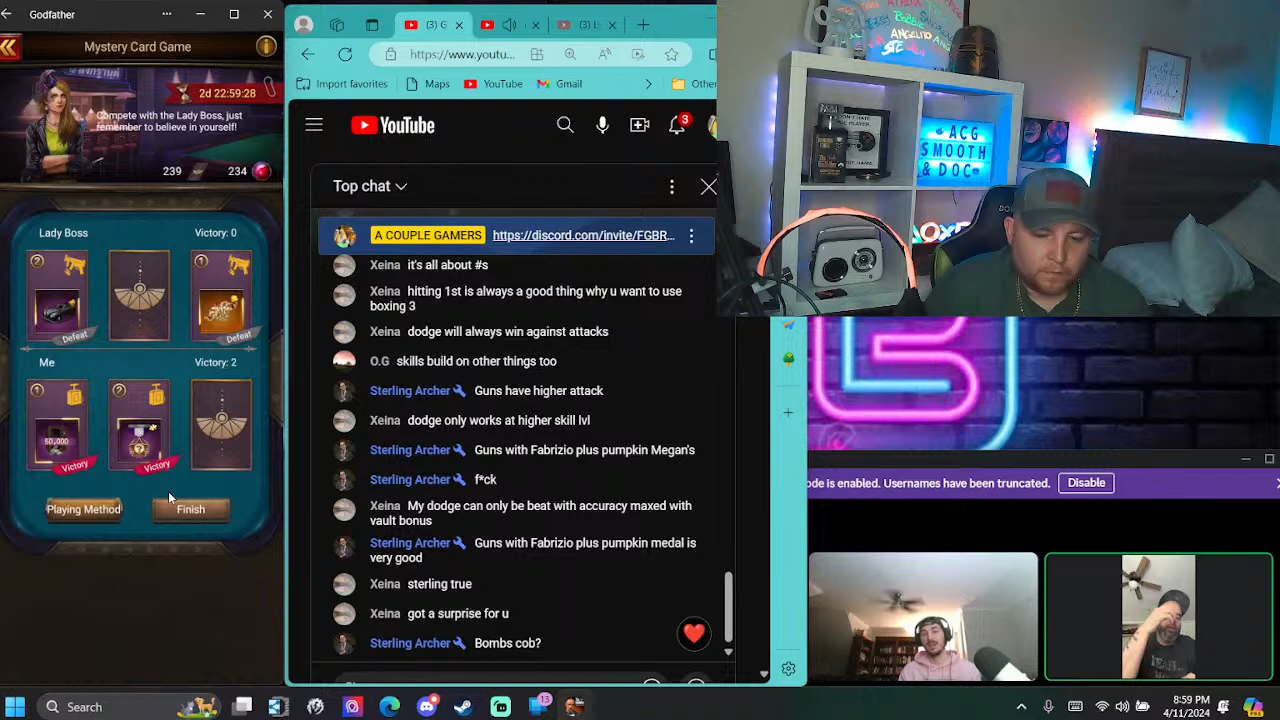 Godfather
Mystery Card Game
2d 22:59:28
Compete with the Lady Boss, just
remember to believe in yourself!
239
234
Lady Boss
Victory: 0
Defeat
Defeat
Me
Victory: 2
50,000
Victory
Victory
Playing Method
Finish
https://www.youtu...
Import favorites
Maps
YouTube
Gmail
Other
YouTube
3
Top chat
A COUPLE GAMERS
https://discord.com/invite/FGBR...
Xeina it's all about #s
Xeina hitting 1st is always a good thing why u want to use
boxing 3
Xeina dodge will always win against attacks
O.G skills build on other things too
Sterling Archer Guns have higher attack
Xeina dodge only works at higher skill lvl
Sterling Archer Guns with Fabrizio plus pumpkin Megan's
Sterling Archer f*ck
Xeina My dodge can only be beat with accuracy maxed with
vault bonus
Sterling Archer Guns with Fabrizio plus pumpkin medal is
very good
Xeina sterling true
Xeina got a surprise for u
Sterling Archer Bombs cob?
ACG
SMOOTH
& DOC
ode is enabled. Usernames have been truncated.
Disable
Search
13
8:59 PM
4/11/2024